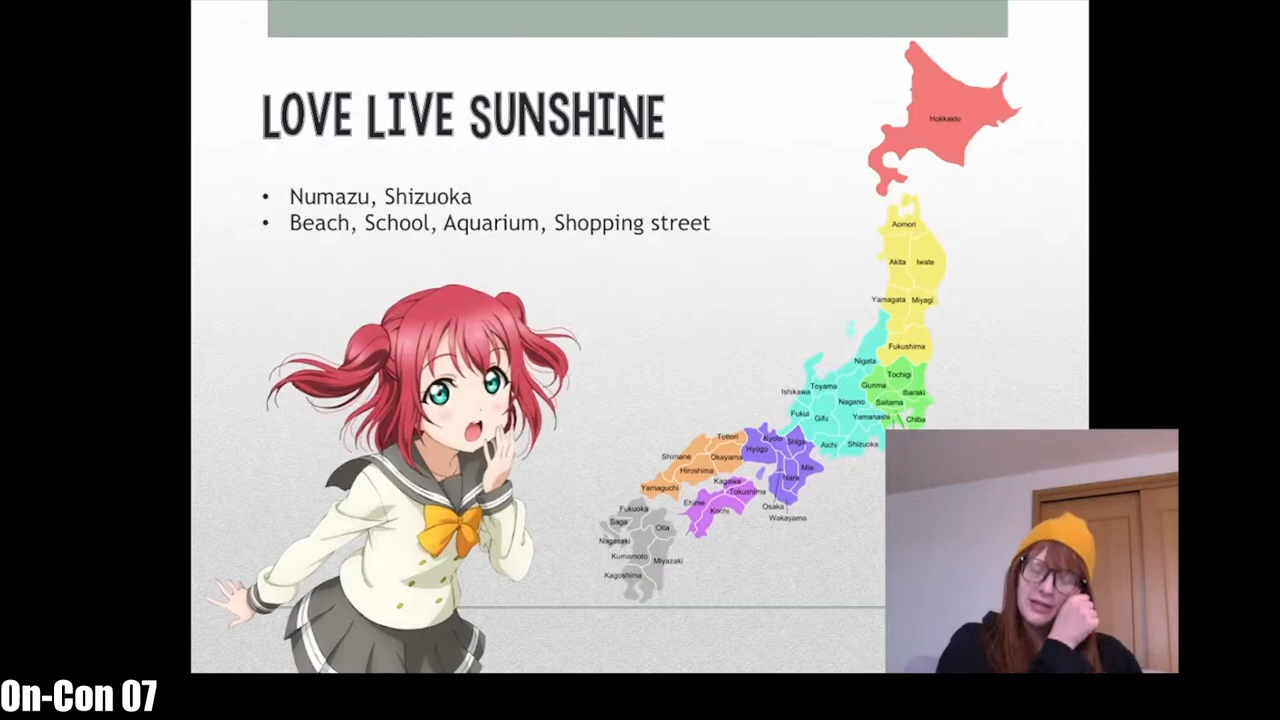 LOVE LIVE SUNSHINE
• Numazu, Shizuoka
• Beach, School, Aquarium, Shopping street
Hokkaido
Aomori
Akita
Iwate
Yamagata
Miyagi
Fukushima
Nigata
Tochigi
Gunma
Ibaraki
Ishikawa
Toyama
Nagano
Saitama
Fukui
Gifu
Yamanashi
Chiba
Aichi
Shizuoka
Tottori
Kyoto
Shiga
Hyogo
Shimane
Okayama
Mie
Hiroshima
Nara
Kagawa
Yamaguchi
Tokushima
Ehima
Kochi
Osaka
Wakayama
Fukuoka
Saga
Oita
Nagasaki
Kumamoto
Miyazaki
Kagoshima
On-Con 07